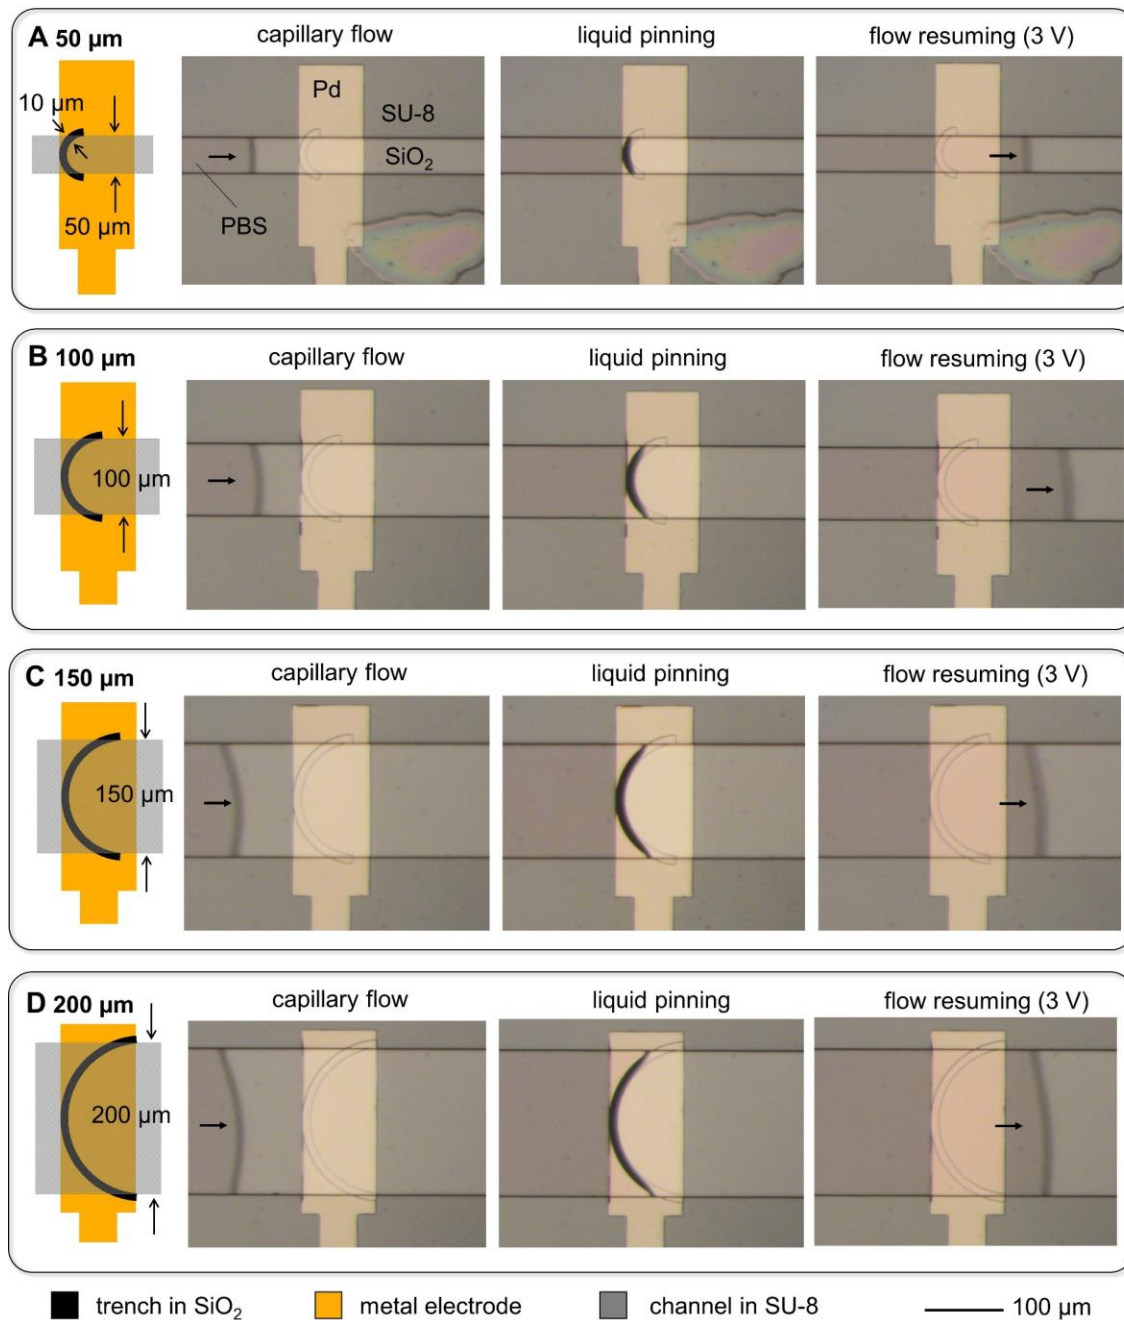 A 50 µm
capillary flow
liquid pinning
flow resuming (3 V)
10 µm
50 µm
Pd
SU-8
SiO₂
PBS
B 100 µm
capillary flow
liquid pinning
flow resuming (3 V)
100 µm
C 150 µm
capillary flow
liquid pinning
flow resuming (3 V)
150 µm
D 200 µm
capillary flow
liquid pinning
flow resuming (3 V)
200 µm
trench in SiO₂
metal electrode
channel in SU-8
100 µm